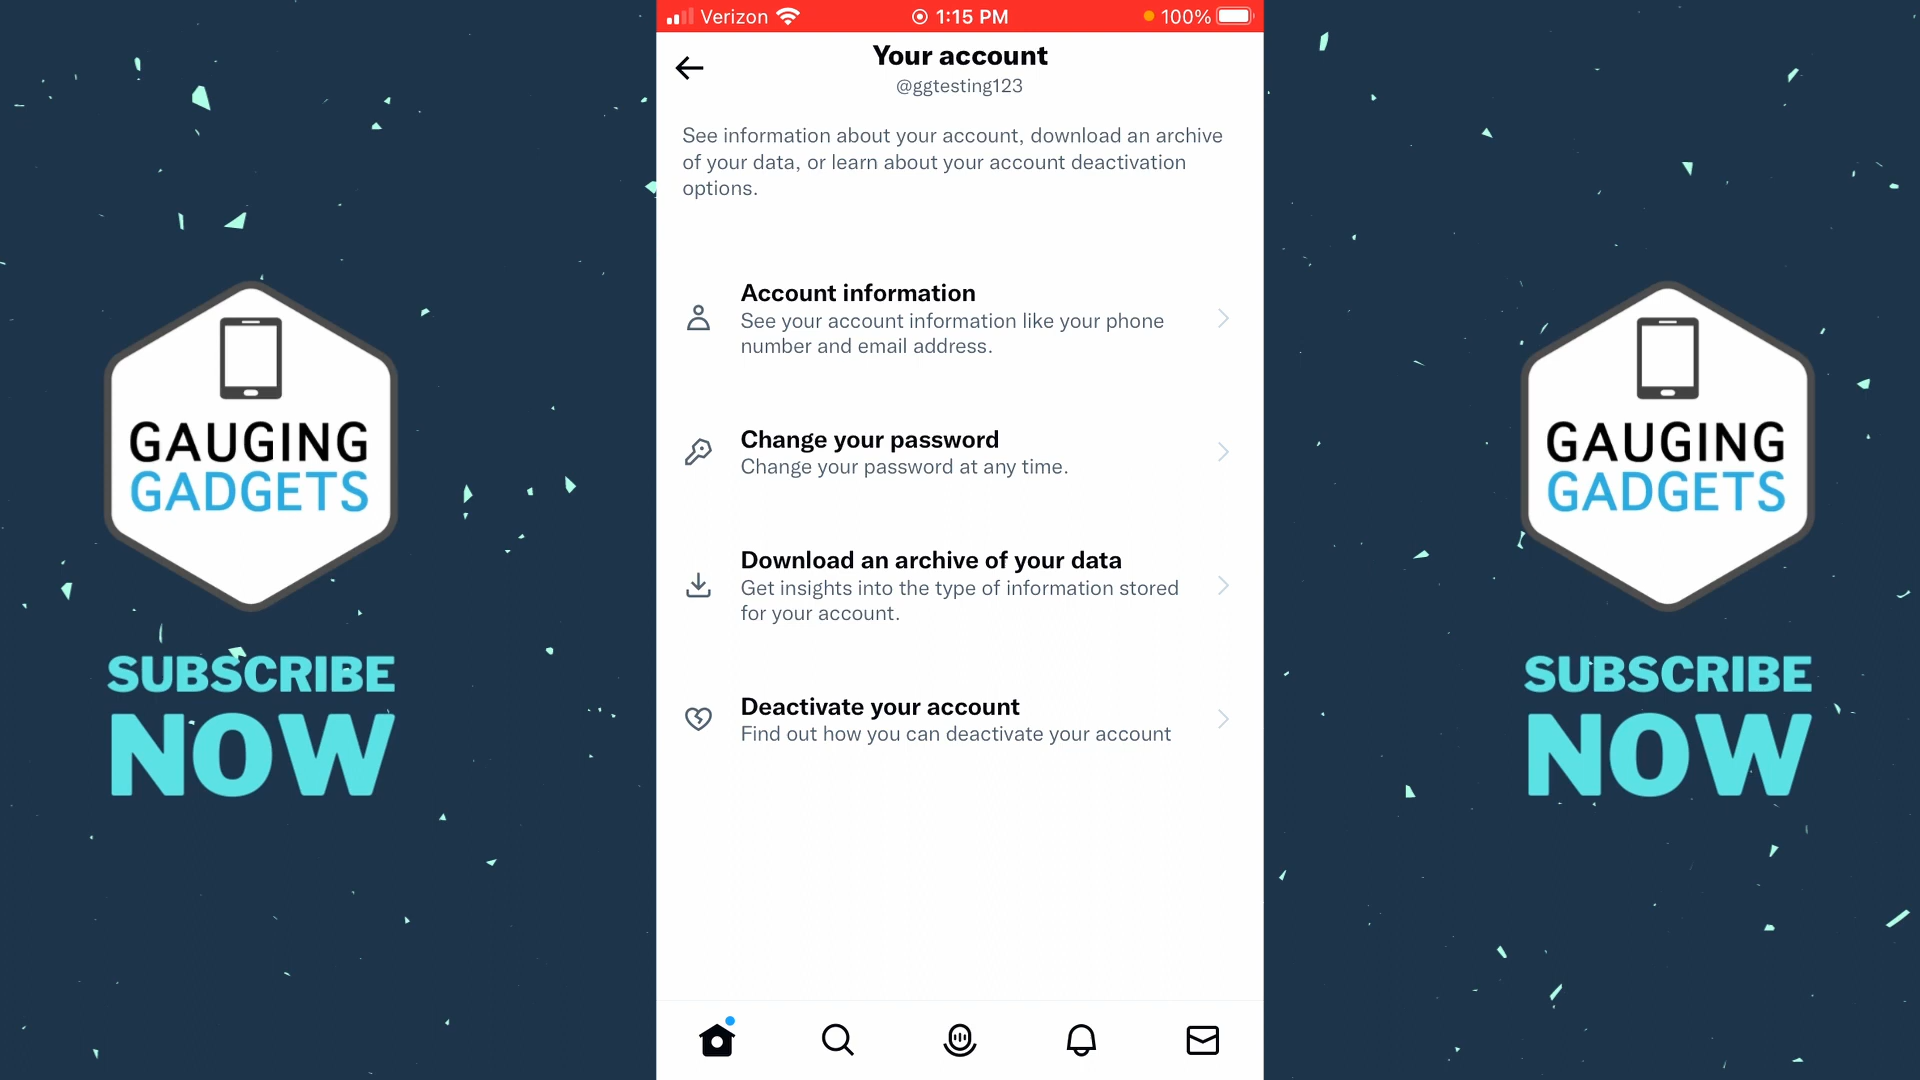 Verizon 1:15 PM 100%
Your account
@ggtesting123
See information about your account, download an archive
of your data, or learn about your account deactivation
options.
Account information
See your account information like your phone
number and email address.
Change your password
Change your password at any time.
Download an archive of your data
Get insights into the type of information stored
for your account.
Deactivate your account
Find out how you can deactivate your account
GAUGING
GADGETS
SUBSCRIBE
NOW
GAUGING
GADGETS
SUBSCRIBE
NOW